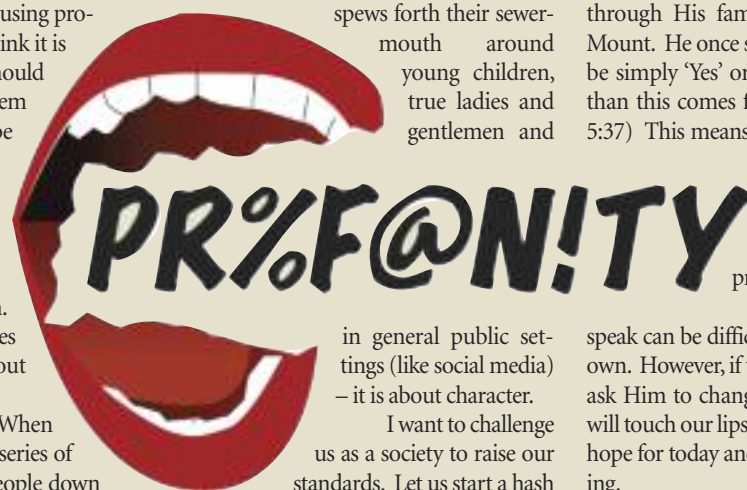 using pro-
ink it is
ould
em
es
out
When
series of
eople down
spews forth their sewer-
mouth around
young children,
true ladies and
gentlemen and
PR%F@N!TY
in general public set-
tings (like social media)
– it is about character.
I want to challenge
us as a society to raise our
standards. Let us start a hash
through His fam
Mount. He once s
be simply ‘Yes’ or
than this comes f
5:37) This means
pr
speak can be diffic
own. However, if
ask Him to chang
will touch our lips
hope for today and
ing.